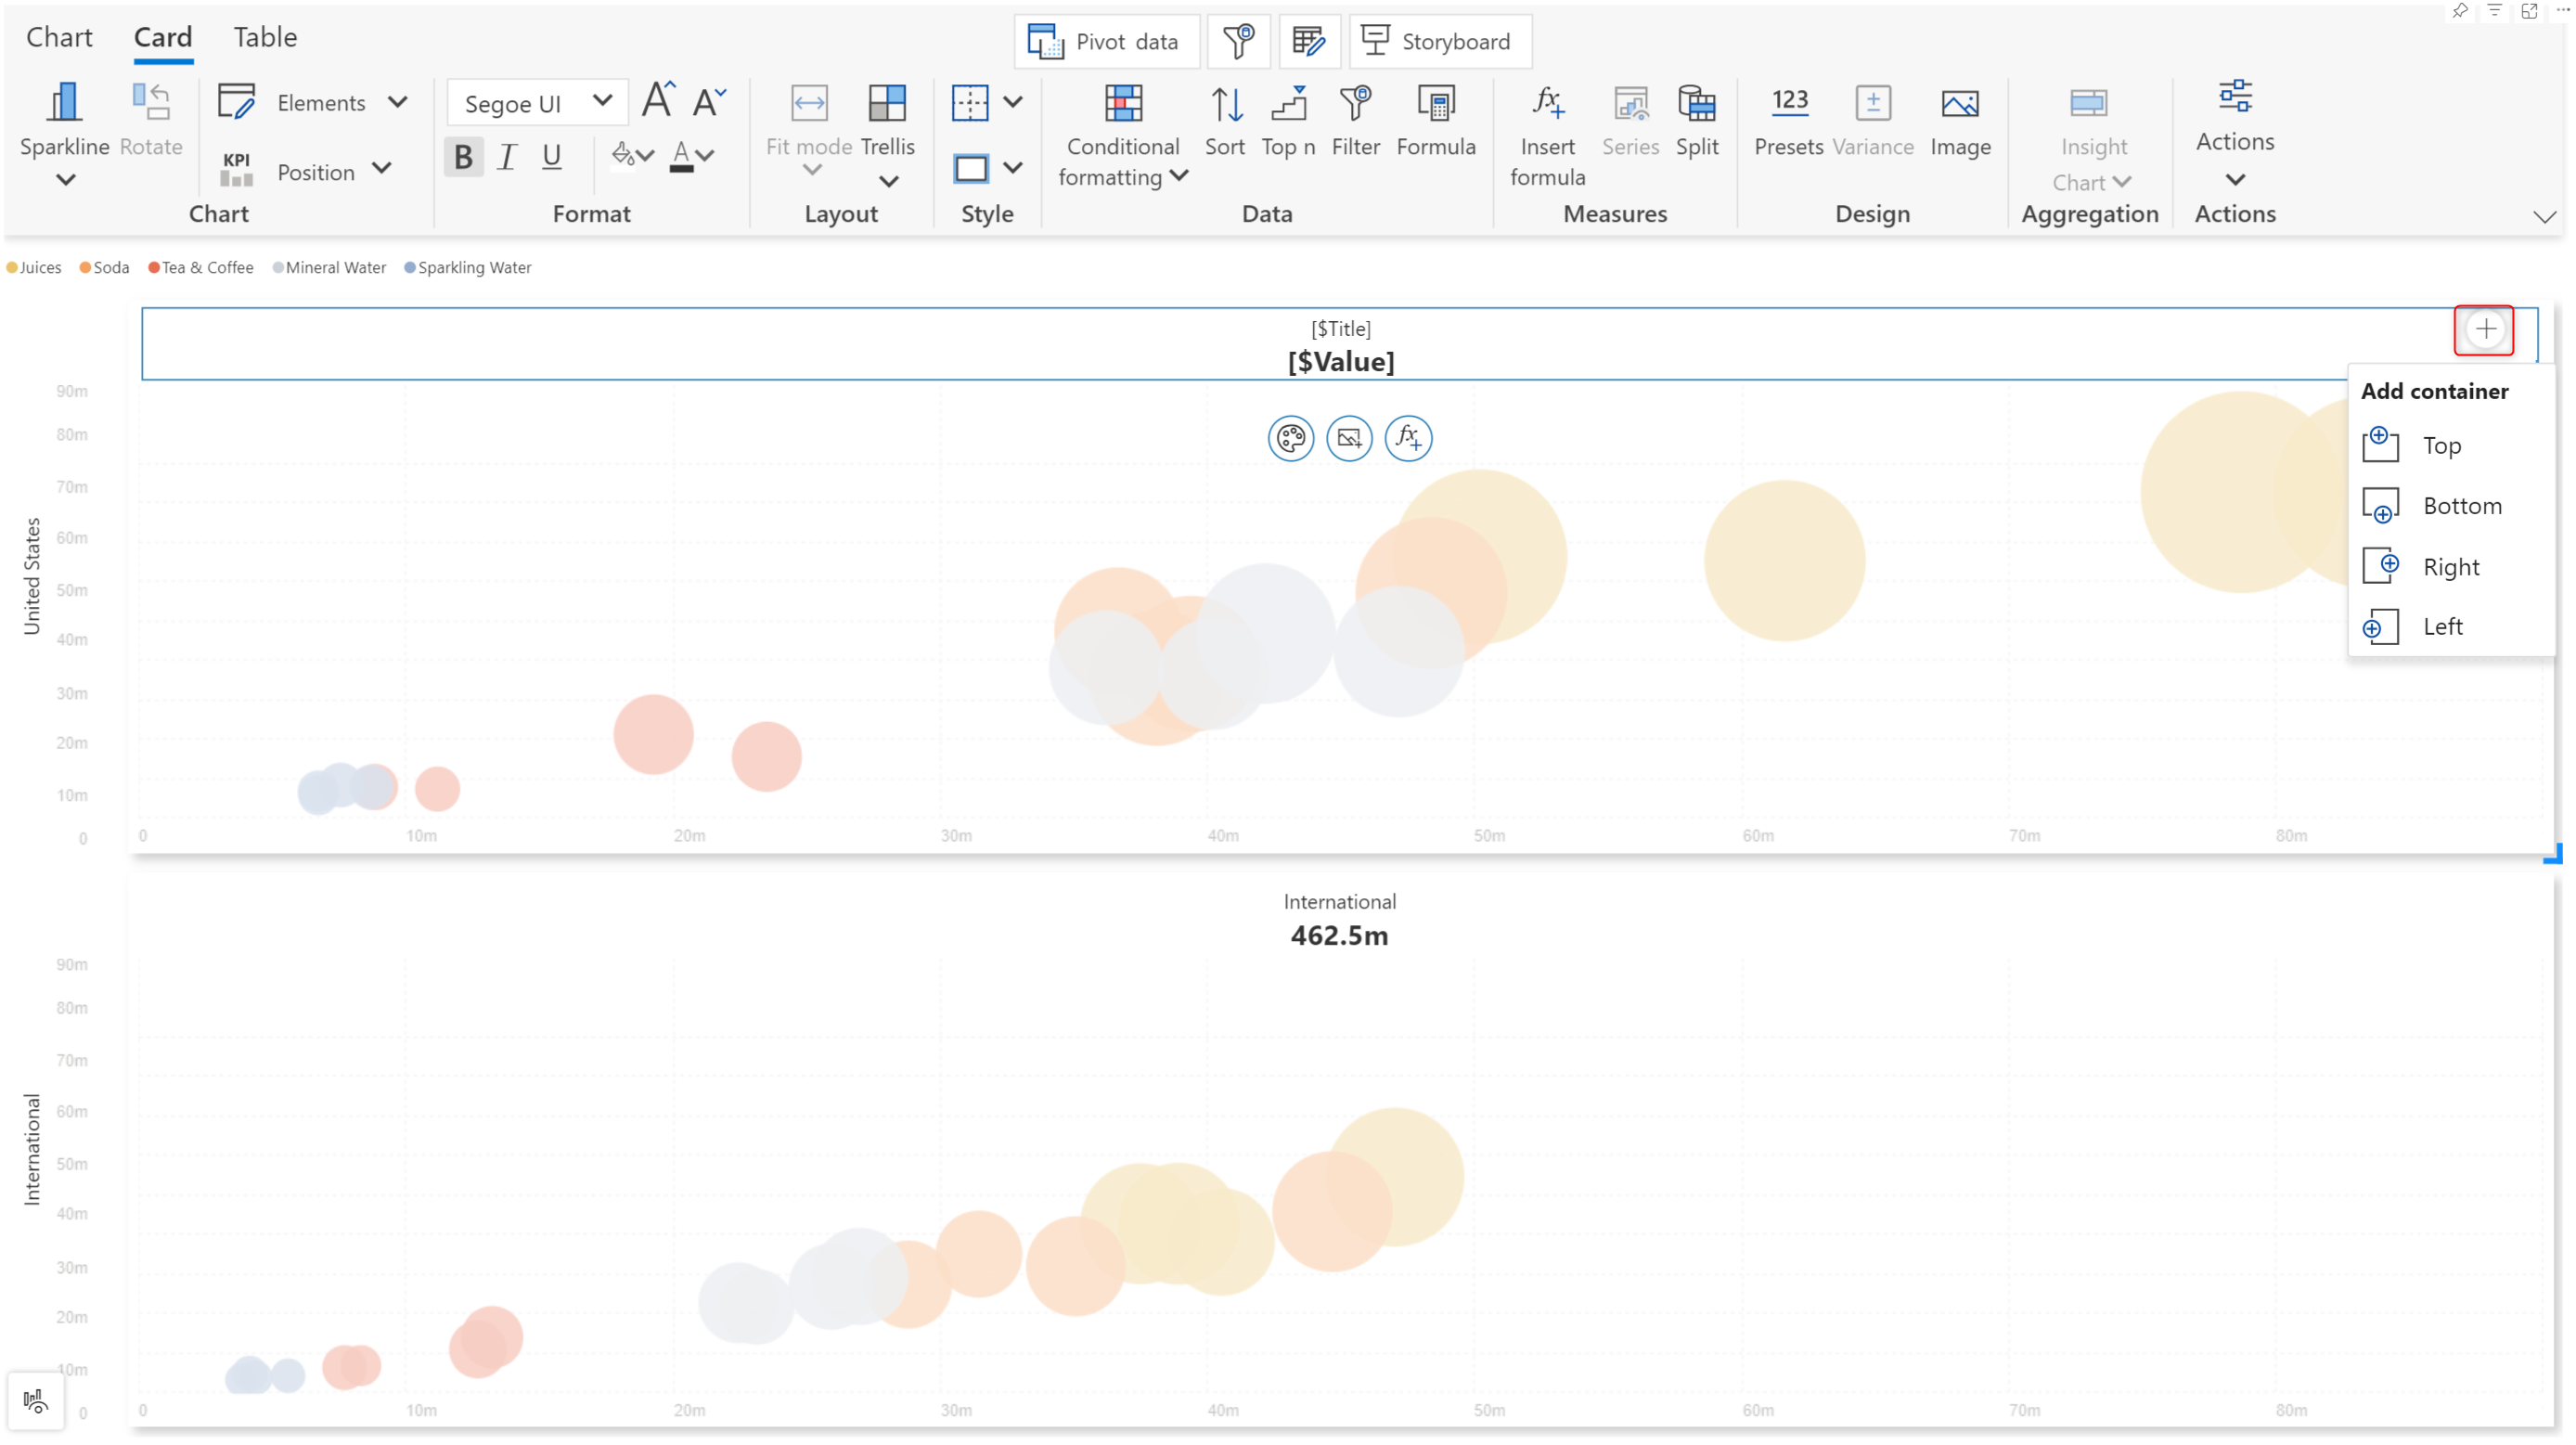 Chart Card Table Pivot data Storyboard
Sparkline Rotate Elements KPI Position
Chart
Segoe UI
B I U A
Format
Fit mode Trellis
Layout
Style
Conditional formatting Sort Top n Filter Formula
Data
Insert formula Series Split
Measures
123
Presets Variance Image
Design
Insight Chart
Aggregation
Actions
Actions
Juices Soda Tea & Coffee Mineral Water Sparkling Water
[$Title]
[$Value]
Add container
Top
Bottom
Right
Left
United States
90m
80m
70m
60m
50m
40m
30m
20m
10m
0
0 10m 20m 30m 40m 50m 60m 70m 80m
International
462.5m
International
90m
80m
70m
60m
50m
40m
30m
20m
10m
0
0 10m 20m 30m 40m 50m 60m 70m 80m